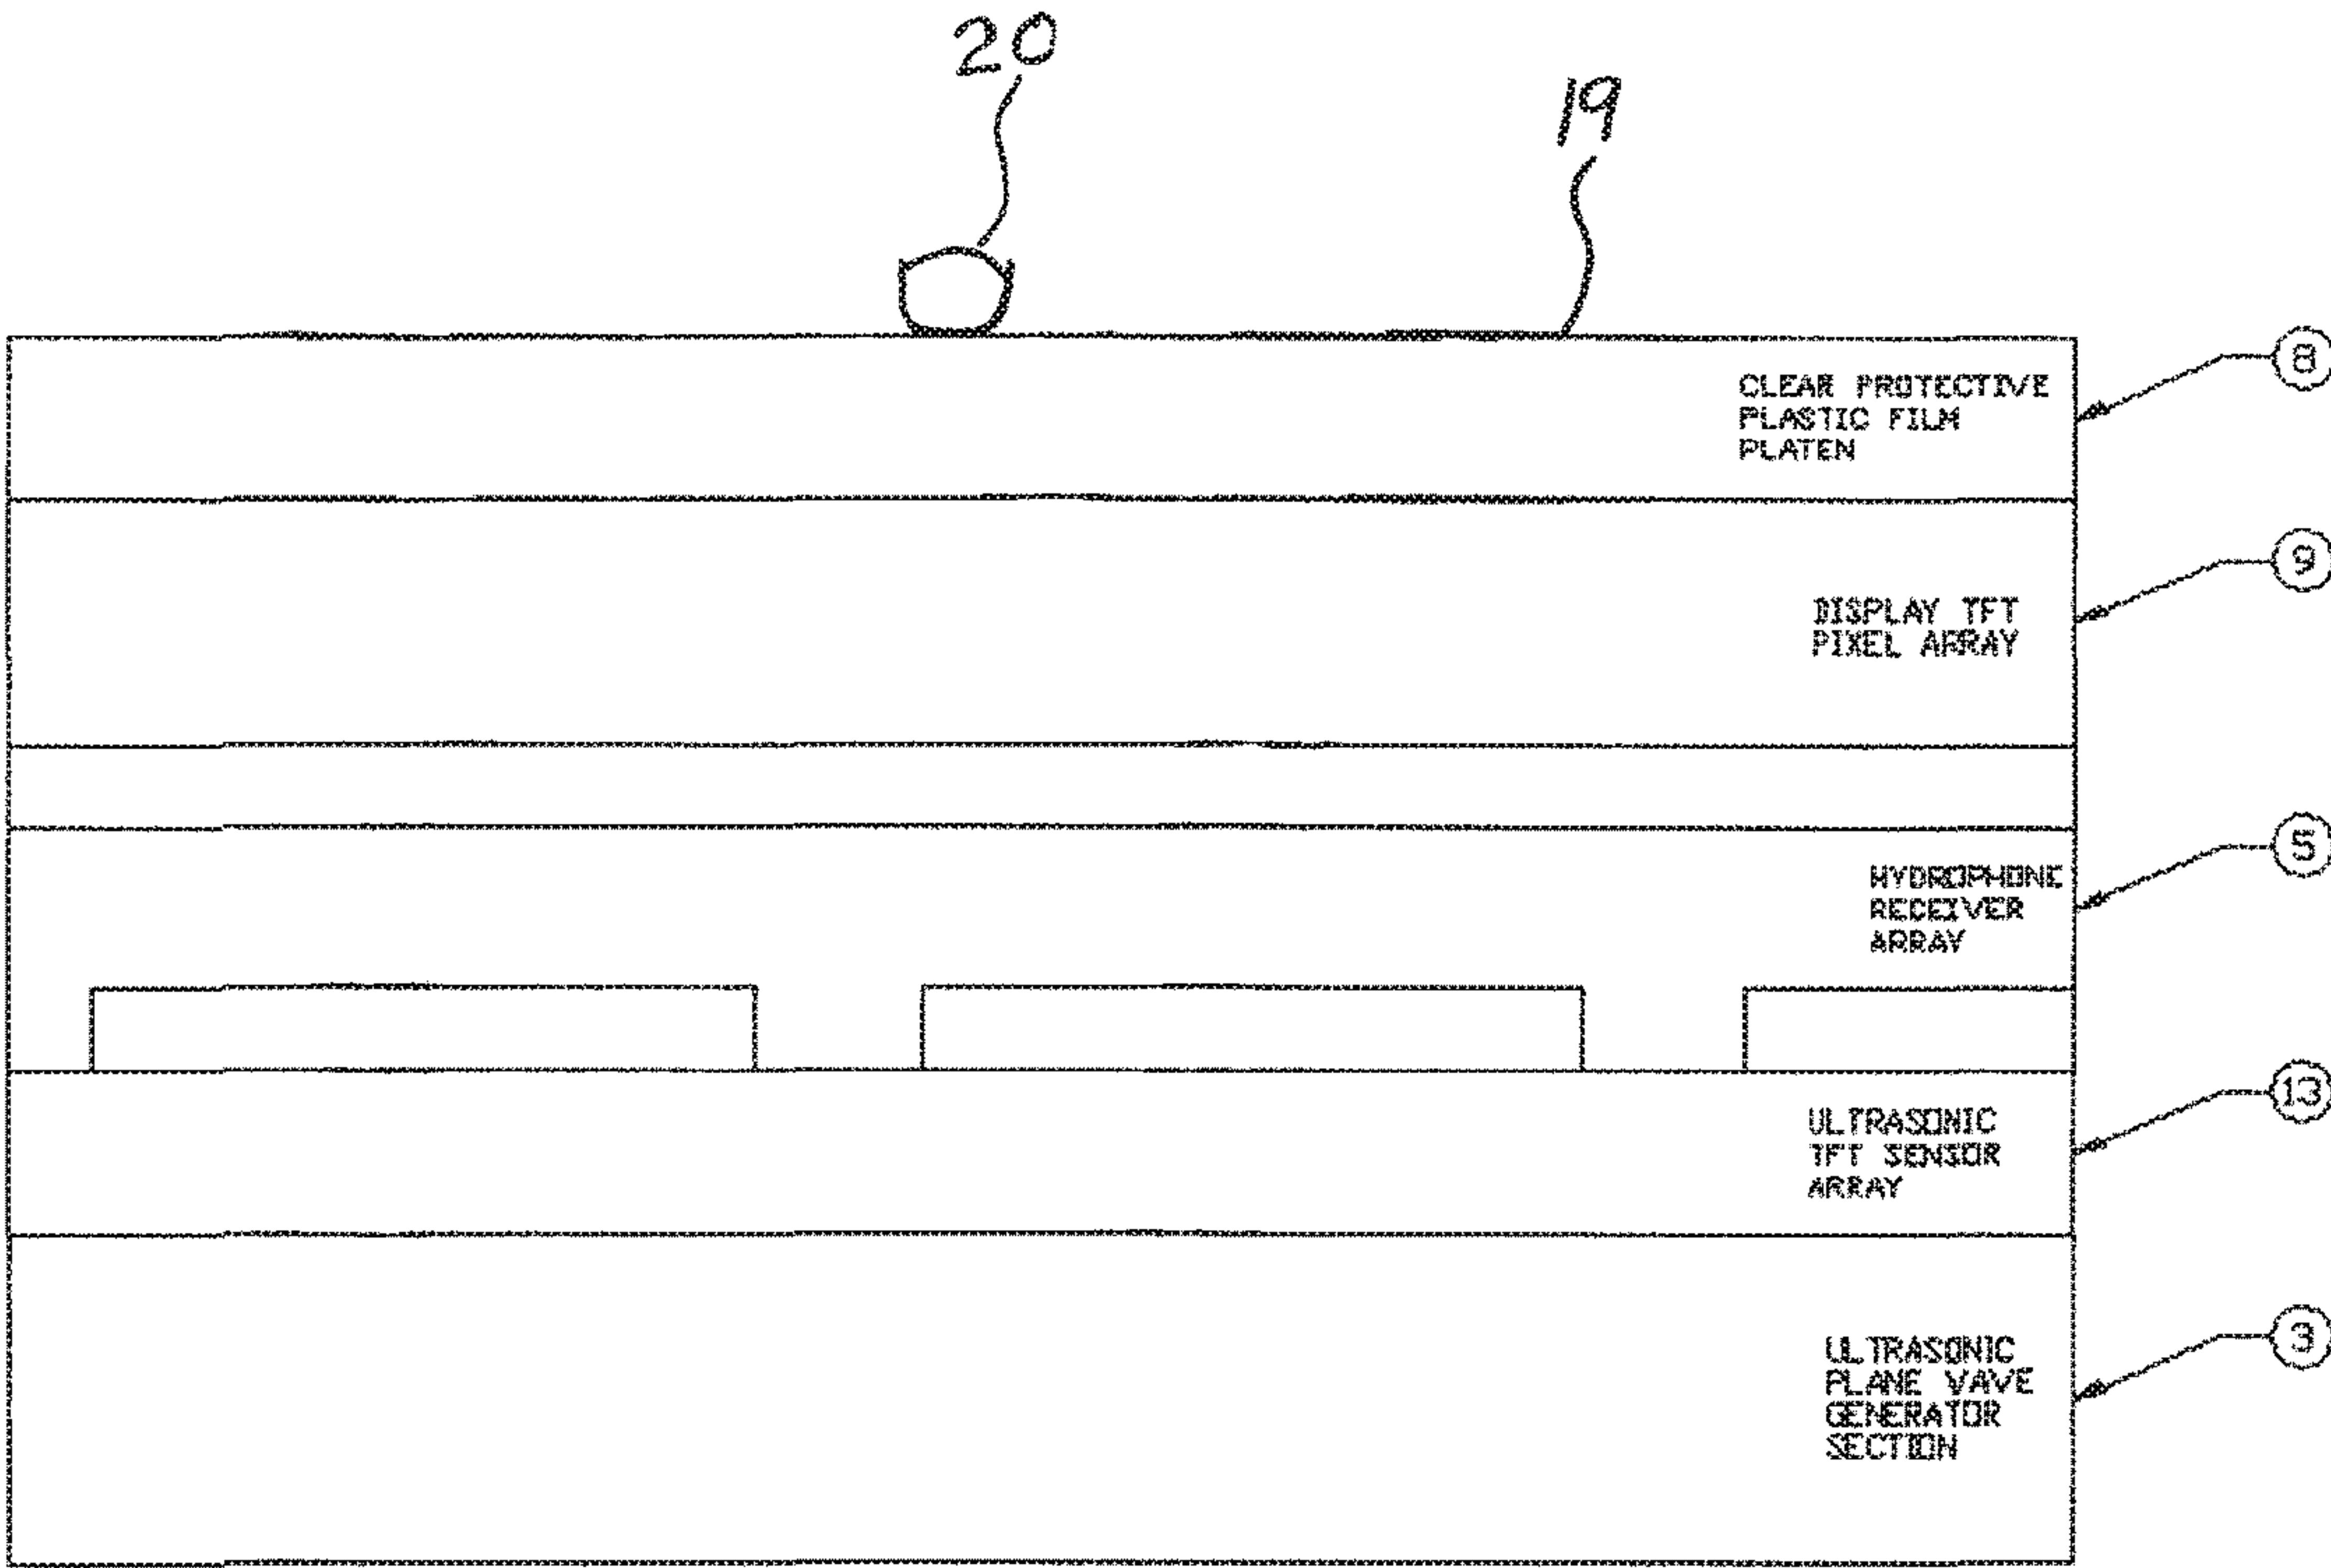 20
19
CLEAR PROTECTIVE
PLASTIC FILM
PLATEN
8
DISPLAY TFT
PIXEL ARRAY
9
HYDROPHONE
RECEIVER
ARRAY
5
ULTRASONIC
TFT SENSOR
ARRAY
13
ULTRASONIC
PLANE VAVE
GENERATOR
SECTION
3